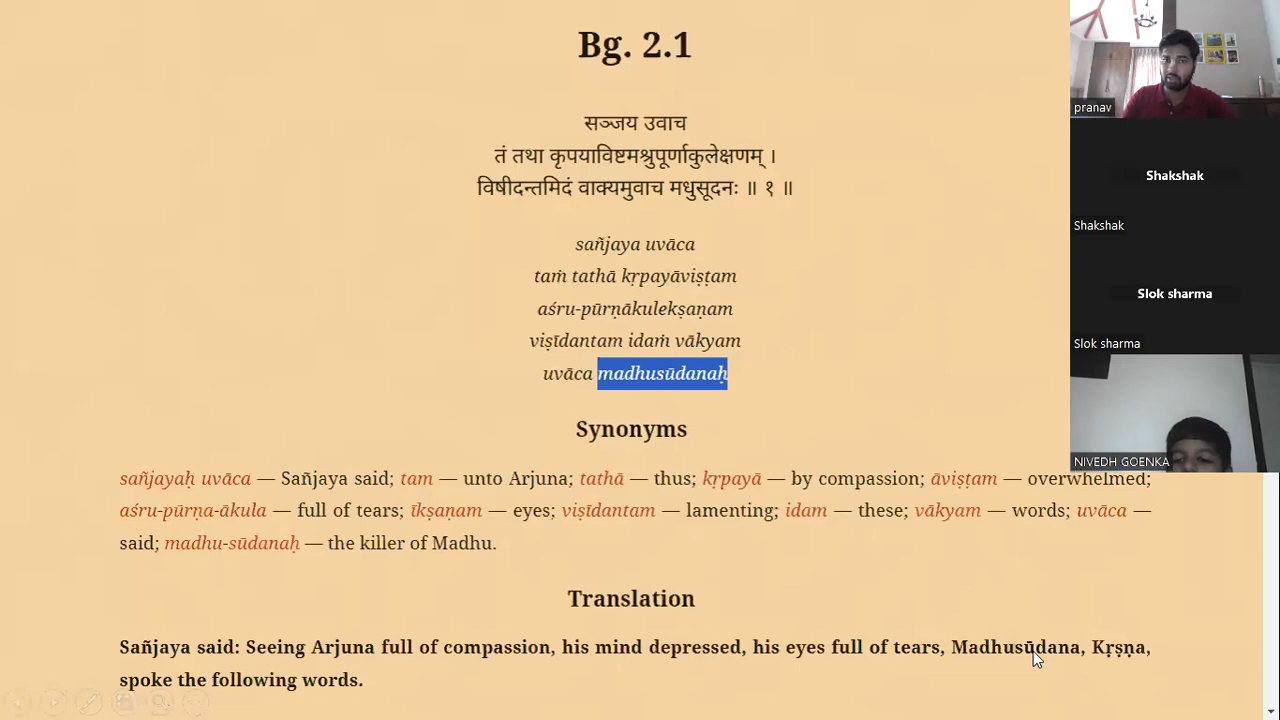 Bg. 2.1
सञ्जय उवाच
तं तथा कृपयाविष्टमश्रुपूर्णाकुलेक्षणम् ।
विषीदन्तमिदं वाक्यमुवाच मधुसूदनः ॥ १ ॥
sañjaya uvāca
taṁ tathā kṛpayāviṣṭam
aśru-pūrṇākulekṣaṇam
viṣīdantam idaṁ vākyam
uvāca madhusūdanaḥ
Synonyms
sañjayaḥ uvāca — Sañjaya said; tam — unto Arjuna; tathā — thus; kṛpayā — by compassion; āviṣṭam — overwhelmed;
aśru-pūrṇa-ākula — full of tears; īkṣaṇam — eyes; viṣīdantam — lamenting; idam — these; vākyam — words; uvāca —
said; madhu-sūdanaḥ — the killer of Madhu.
Translation
Sañjaya said: Seeing Arjuna full of compassion, his mind depressed, his eyes full of tears, Madhusūdana, Kṛṣṇa,
spoke the following words.
pranav
Shakshak
Shakshak
Slok sharma
Slok sharma
NIVEDH GOENKA